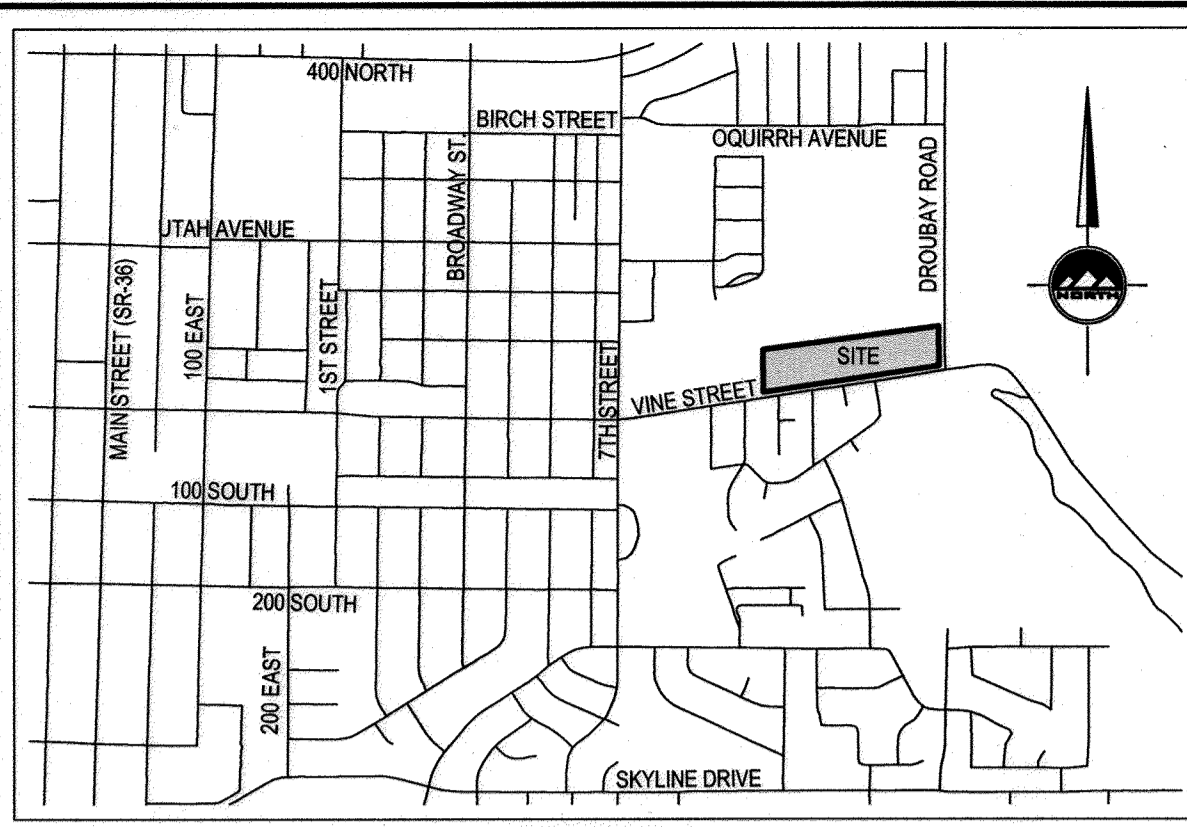 400 NORTH
BIRCH STREET
OQUIRRH AVENUE
BROADWAY ST.
DROUBAY ROAD
UTAH AVENUE
MAIN STREET (SR-36)
100 EAST
1ST STREET
7TH STREET
NORTH
SITE
VINE STREET
100 SOUTH
200 SOUTH
200 EAST
SKYLINE DRIVE